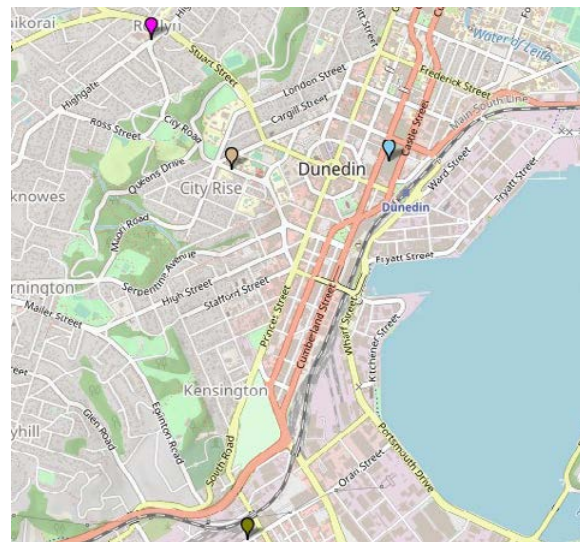 aikorai
Highgate
Stuart Street
Water of Leith
Frederick Street
Highgate
London Street
Castle Street
Main South Line
Ross Street
City Road
Cargill Street
Ward Street
Fryatt Street
Queens Drive
City Rise
Dunedin
Dunedin
knowes
Maori Road
Serpentine Avenue
Fryatt Street
rnington
High Street
Stafford Street
Mailer Street
Princes Street
Cumberland Street
Wharf Street
Kitchener Street
Kensington
yhill
Glen Road
Eglinton Road
South Road
Portsmouth Drive
Oran Street